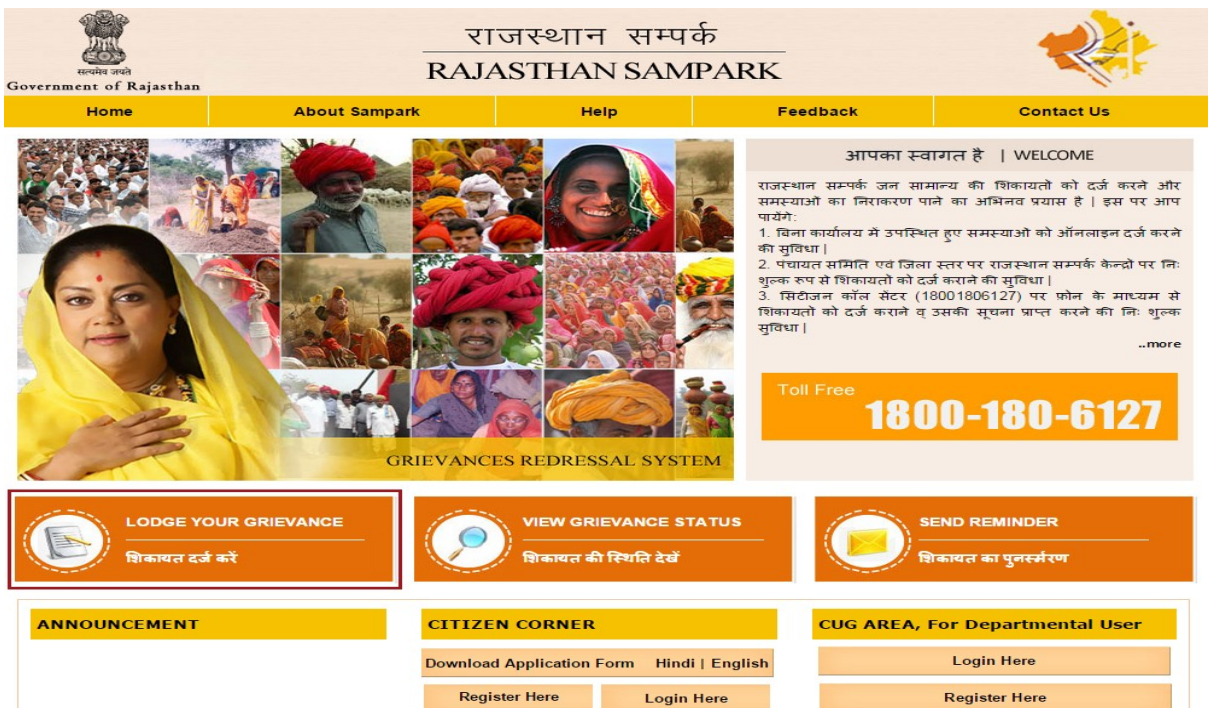 सत्यमेव जयते
Government of Rajasthan
राजस्थान सम्पर्क
RAJASTHAN SAMPARK
Home
About Sampark
Help
Feedback
Contact Us
GRIEVANCES REDRESSAL SYSTEM
आपका स्वागत है | WELCOME
राजस्थान सम्पर्क जन सामान्य की शिकायतो को दर्ज करने और
समस्याओ का निराकरण पाने का अभिनव प्रयास है | इस पर आप
पायेंगे:
1. बिना कार्यालय में उपस्थित हुए समस्याओ को ऑनलाइन दर्ज करने
की सुविधा |
2. पंचायत समिति एवं जिला स्तर पर राजस्थान सम्पर्क केन्द्रो पर निः
शुल्क रूप से शिकायतो को दर्ज कराने की सुविधा |
3. सिटीजन कॉल सेंटर (18001806127) पर फ़ोन के माध्यम से
शिकायतो को दर्ज कराने व् उसकी सूचना प्राप्त करने की निः शुल्क
सुविधा |
..more
Toll Free
1800-180-6127
LODGE YOUR GRIEVANCE
शिकायत दर्ज करें
VIEW GRIEVANCE STATUS
शिकायत की स्थिति देखें
SEND REMINDER
शिकायत का पुनर्स्मरण
ANNOUNCEMENT
CITIZEN CORNER
Download Application Form Hindi | English
Register Here
Login Here
CUG AREA, For Departmental User
Login Here
Register Here